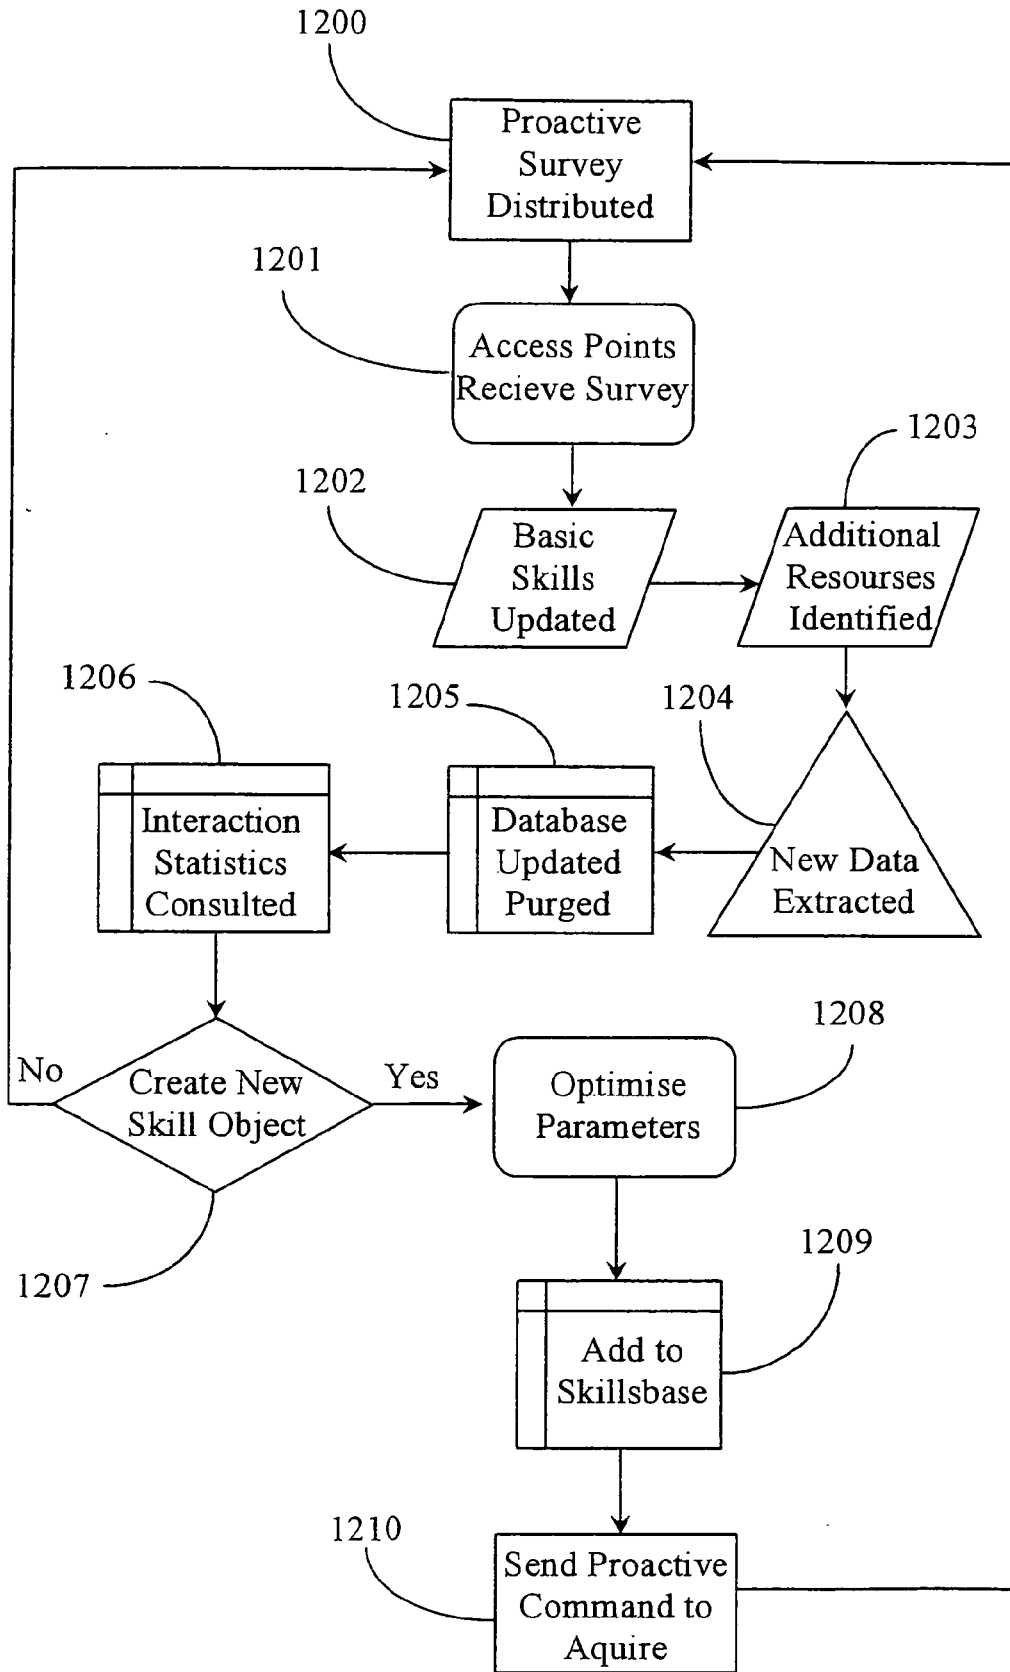 1200
Proactive
Survey
Distributed
1201
Access Points
Recieve Survey
1203
1202
Basic
Skills
Updated
Additional
Resourses
Identified
1206
1205
1204
Interaction
Statistics
Consulted
Database
Updated
Purged
New Data
Extracted
1208
No
Create New
Skill Object
Yes
Optimise
Parameters
1207
1209
Add to
Skillsbase
1210
Send Proactive
Command to
Aquire